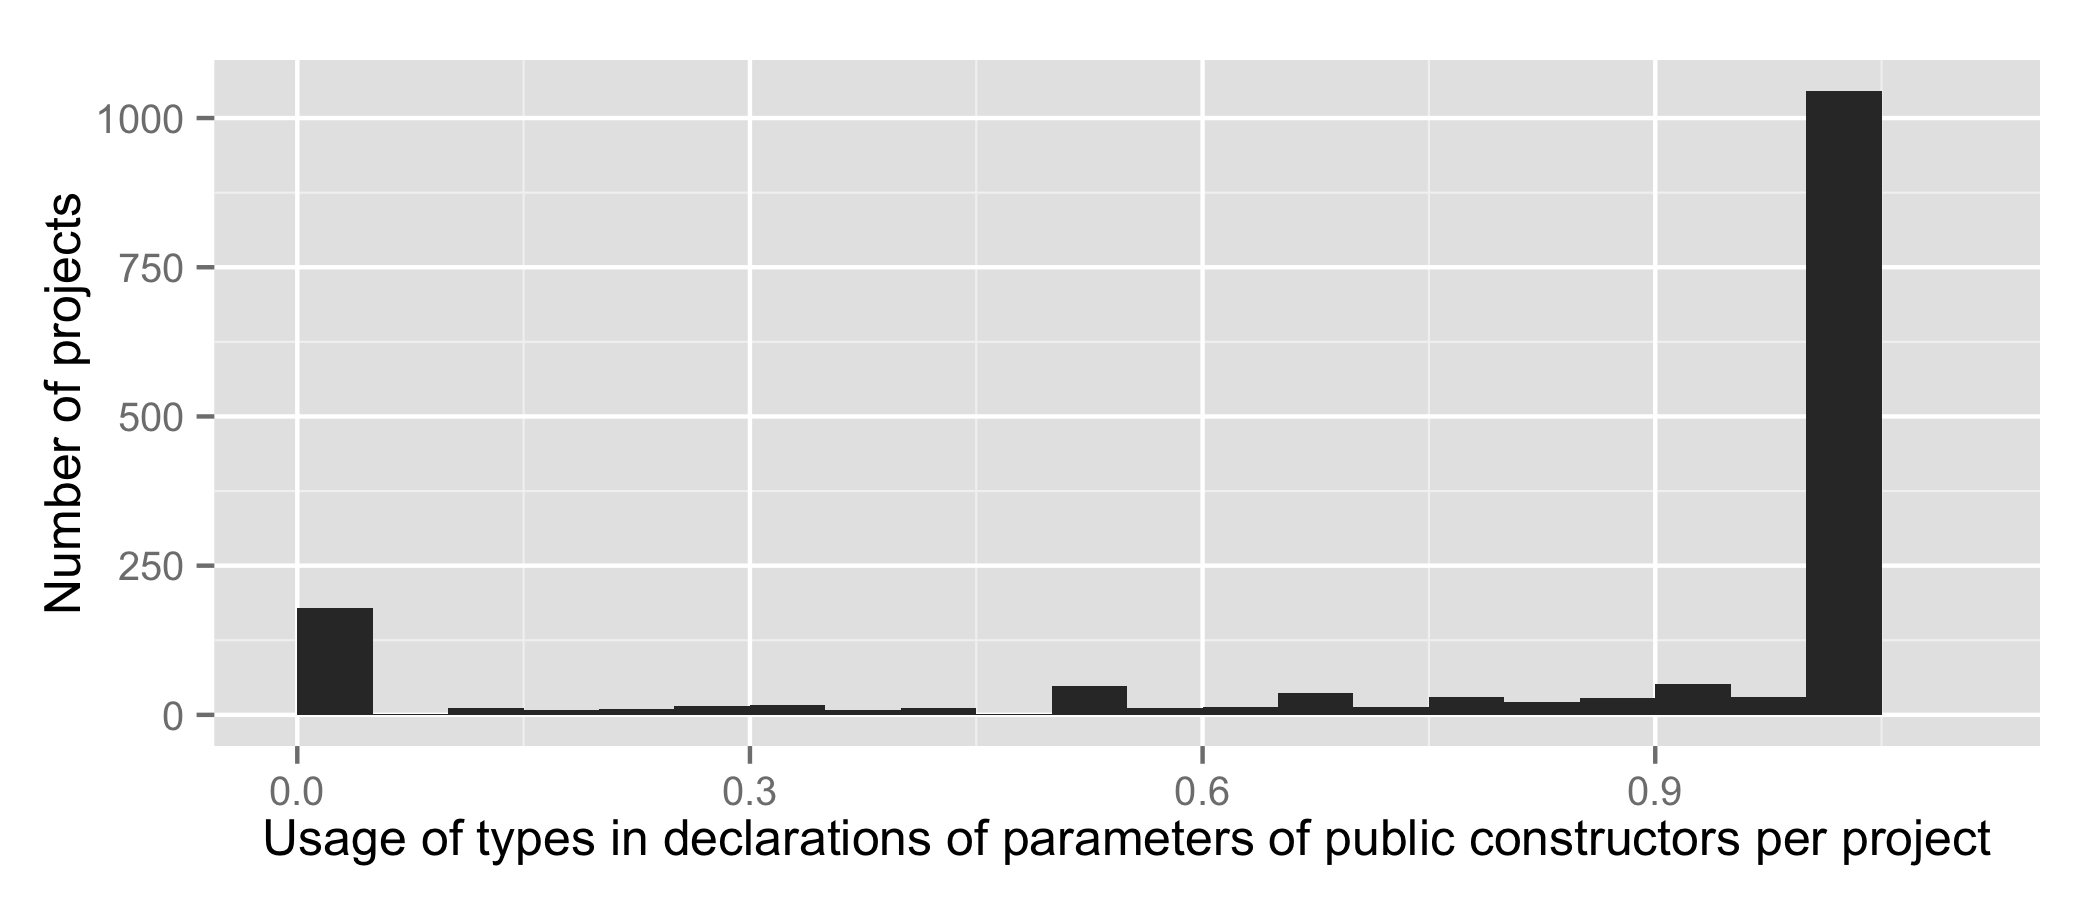 Number of projects
1000
750
500
250
0
0.0 0.3 0.6 0.9
Usage of types in declarations of parameters of public constructors per project